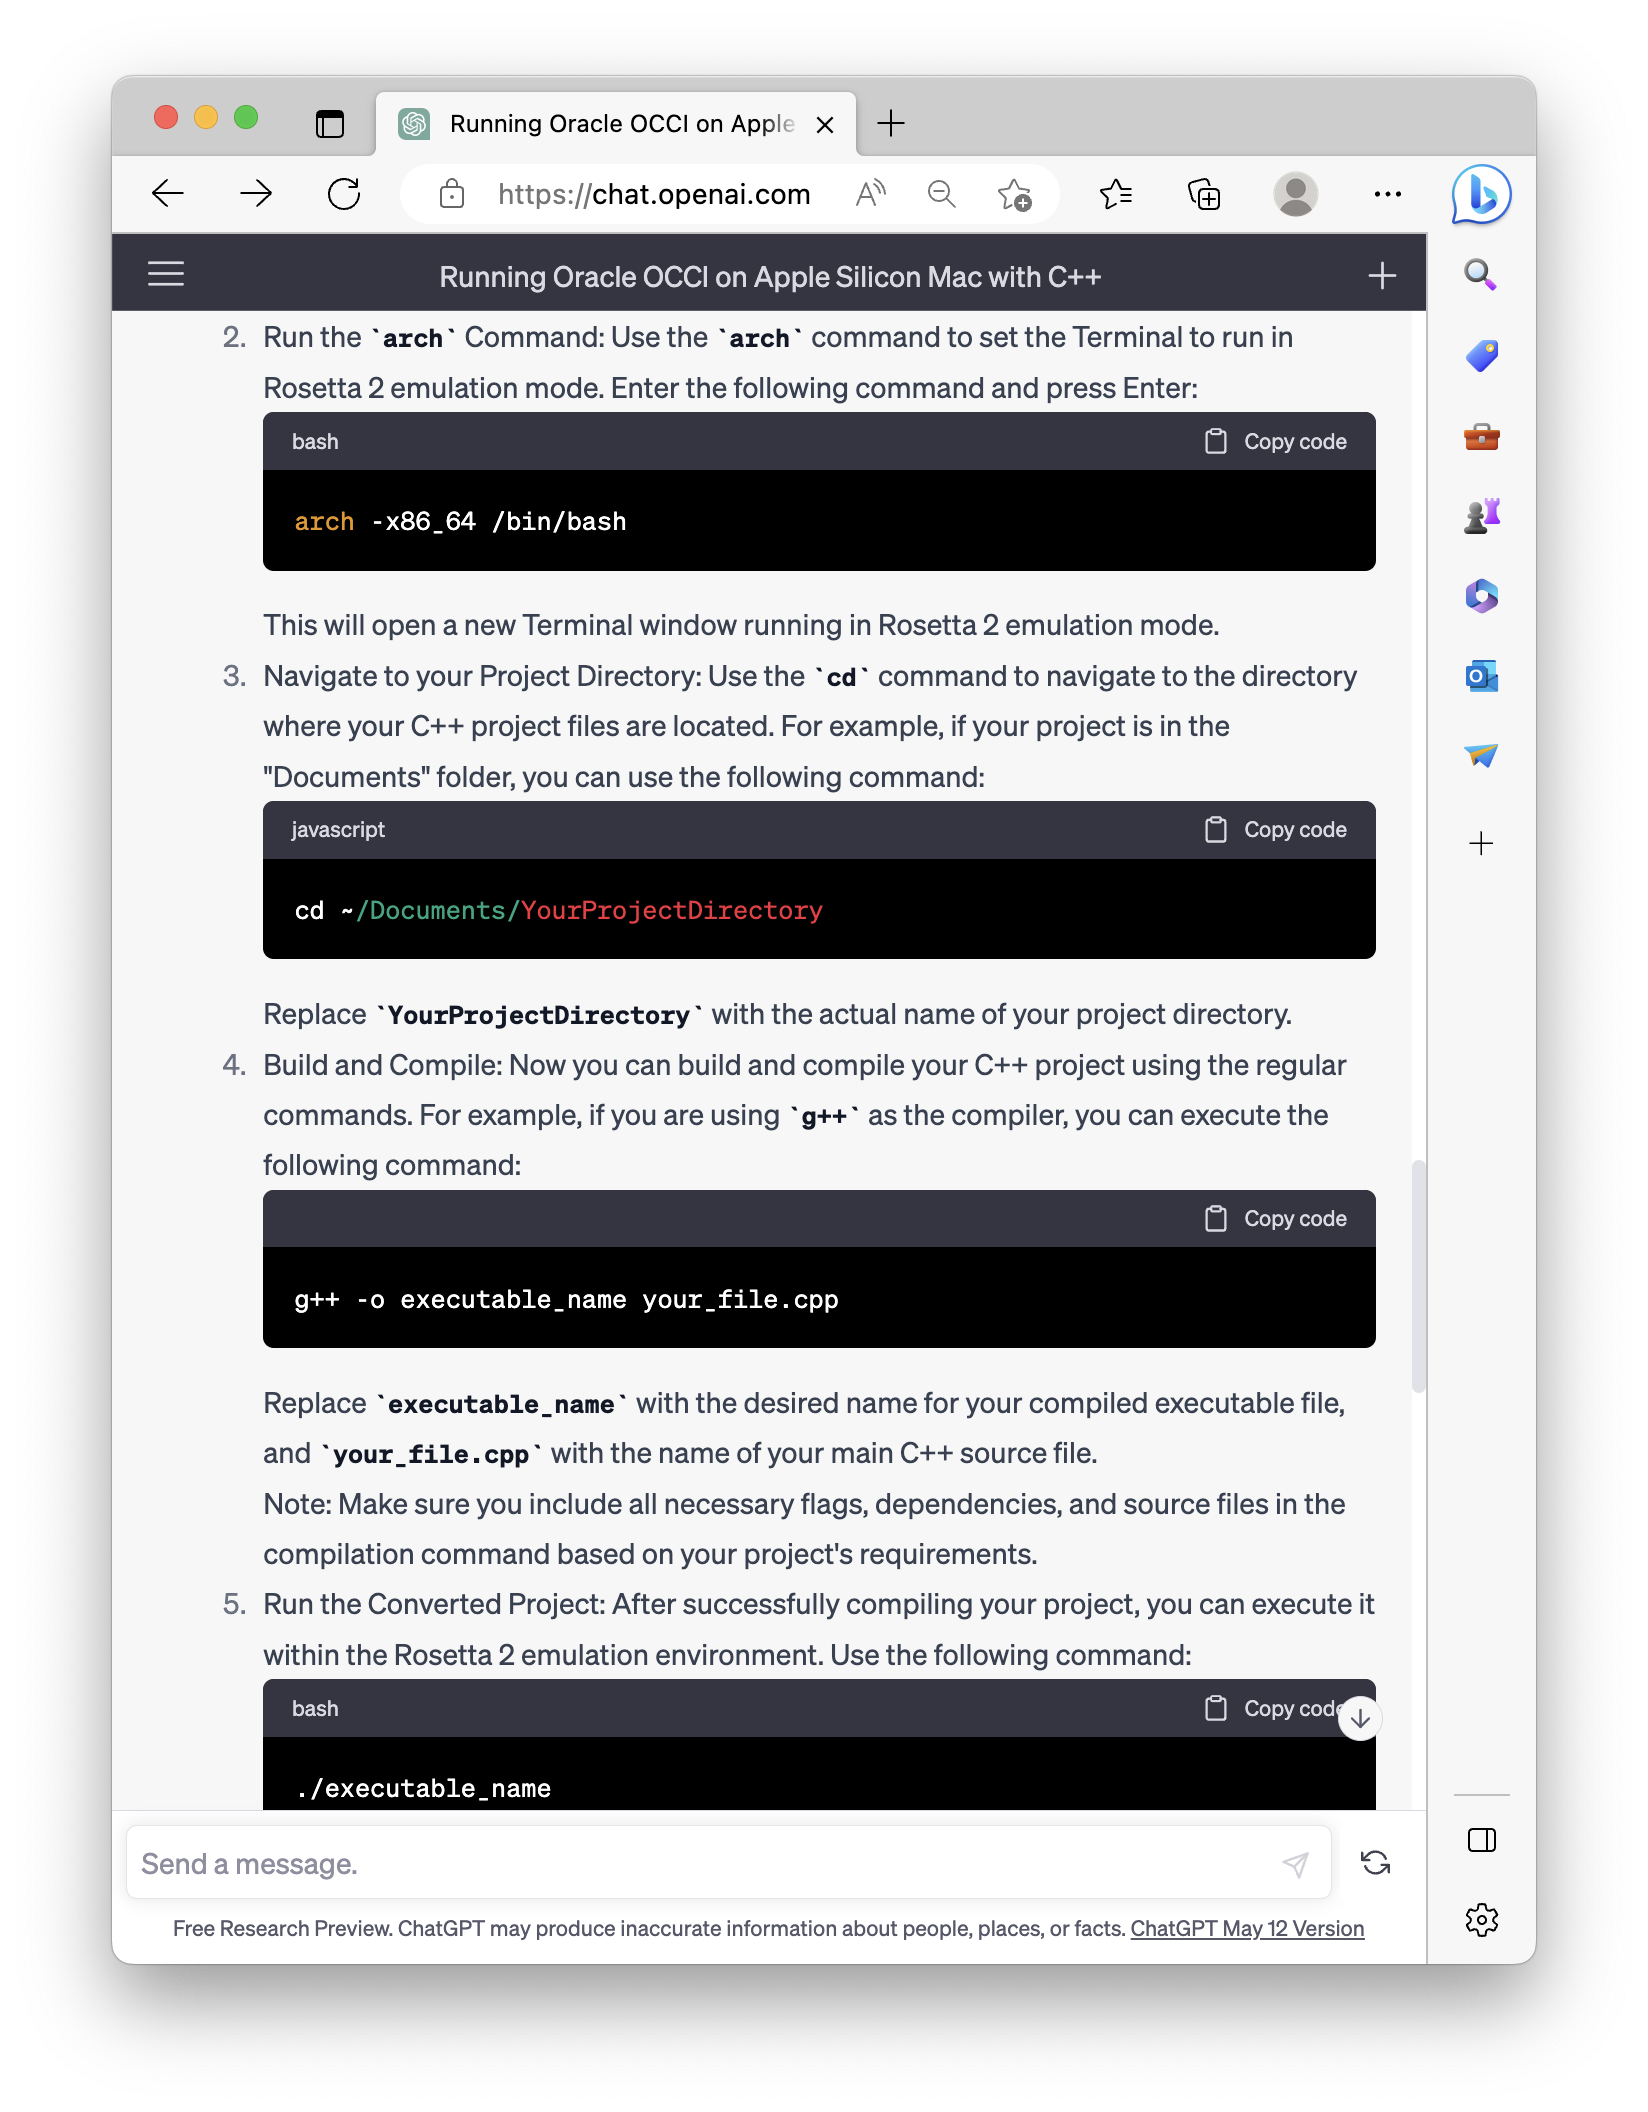 Running Oracle OCCI on Apple
https://chat.openai.com
Running Oracle OCCI on Apple Silicon Mac with C++
2. Run the `arch` Command: Use the `arch` command to set the Terminal to run in
Rosetta 2 emulation mode. Enter the following command and press Enter:
bash
Copy code
arch -x86_64 /bin/bash
This will open a new Terminal window running in Rosetta 2 emulation mode.
3. Navigate to your Project Directory: Use the `cd` command to navigate to the directory
where your C++ project files are located. For example, if your project is in the
"Documents" folder, you can use the following command:
javascript
Copy code
cd ~/Documents/YourProjectDirectory
Replace `YourProjectDirectory` with the actual name of your project directory.
4. Build and Compile: Now you can build and compile your C++ project using the regular
commands. For example, if you are using `g++` as the compiler, you can execute the
following command:
Copy code
g++ -o executable_name your_file.cpp
Replace `executable_name` with the desired name for your compiled executable file,
and `your_file.cpp` with the name of your main C++ source file.
Note: Make sure you include all necessary flags, dependencies, and source files in the
compilation command based on your project's requirements.
5. Run the Converted Project: After successfully compiling your project, you can execute it
within the Rosetta 2 emulation environment. Use the following command:
bash
Copy code
./executable_name
Send a message.
Free Research Preview. ChatGPT may produce inaccurate information about people, places, or facts. ChatGPT May 12 Version